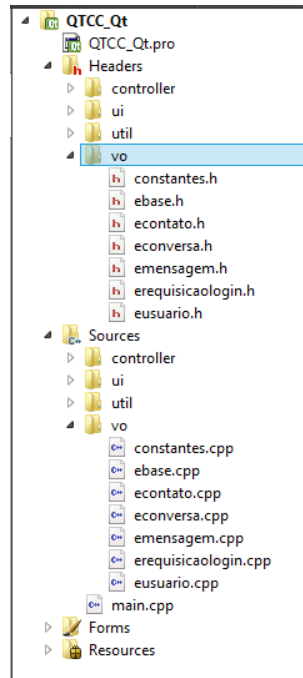 QTCC_Qt
QTCC_Qt.pro
Headers
controller
ui
util
vo
constantes.h
ebase.h
econtato.h
econversa.h
emensagem.h
erequisicaologin.h
eusuario.h
Sources
controller
ui
util
vo
constantes.cpp
ebase.cpp
econtato.cpp
econversa.cpp
emensagem.cpp
erequisicaologin.cpp
eusuario.cpp
main.cpp
Forms
Resources